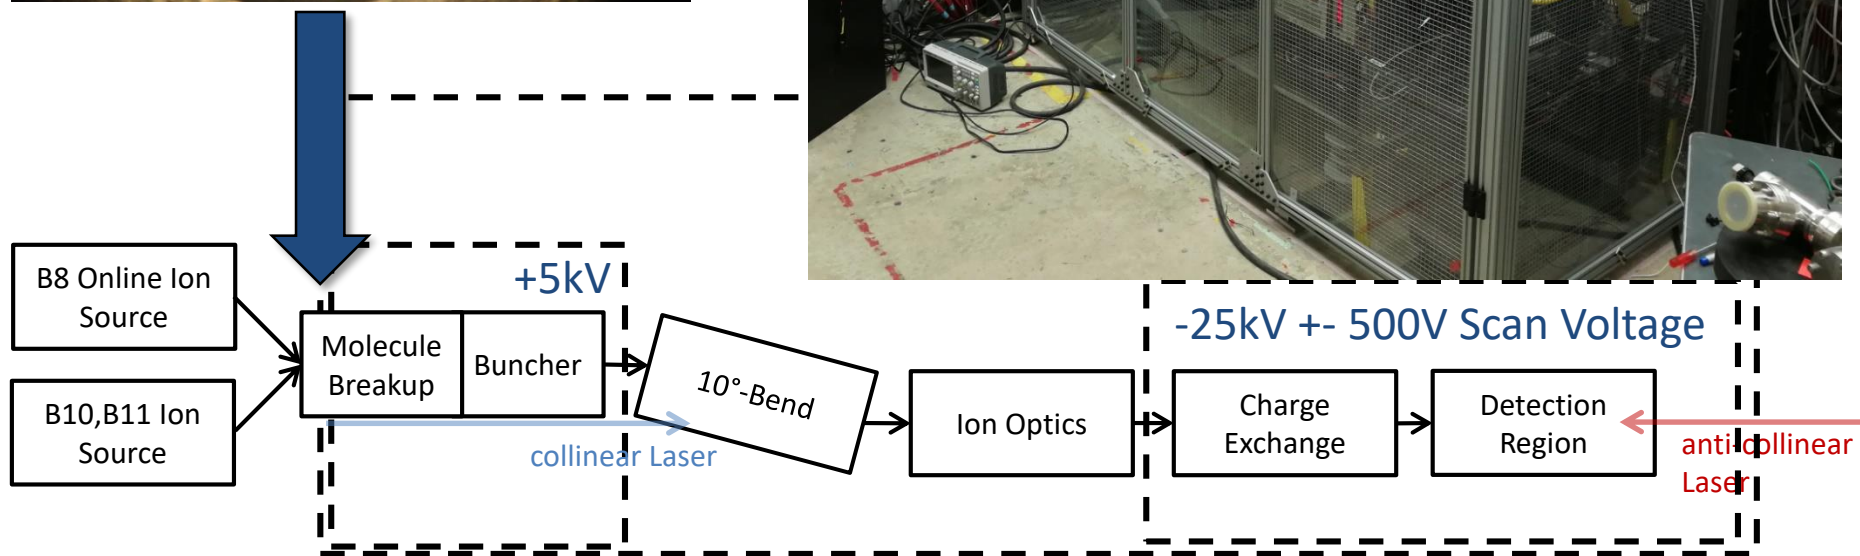 B8 Online Ion
Source
B10,B11 Ion
Source
+5kV
Molecule
Breakup
Buncher
collinear Laser
10°-Bend
Ion Optics
-25kV +- 500V Scan Voltage
Charge
Exchange
Detection
Region
anti-collinear
Laser